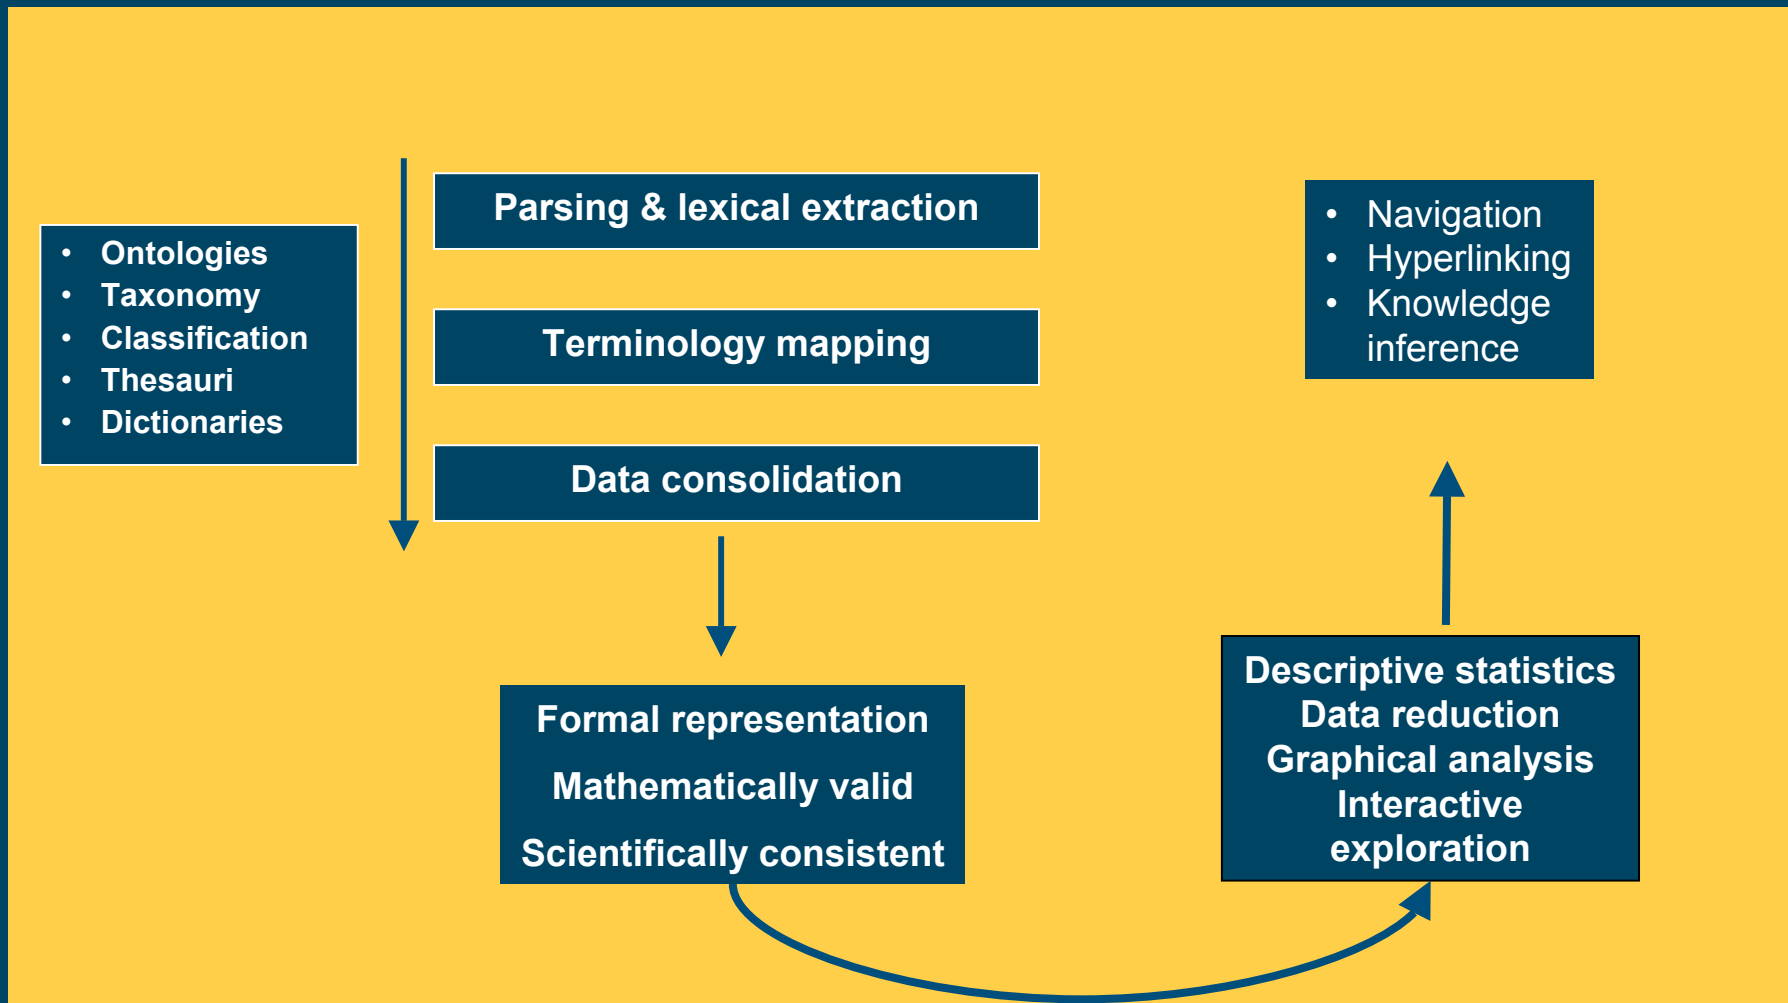 Parsing & lexical extraction
• Ontologies
• Taxonomy
• Classification
• Thesauri
• Dictionaries
Terminology mapping
Data consolidation
Formal representation
Mathematically valid
Scientifically consistent
• Navigation
• Hyperlinking
• Knowledge
inference
Descriptive statistics
Data reduction
Graphical analysis
Interactive
exploration